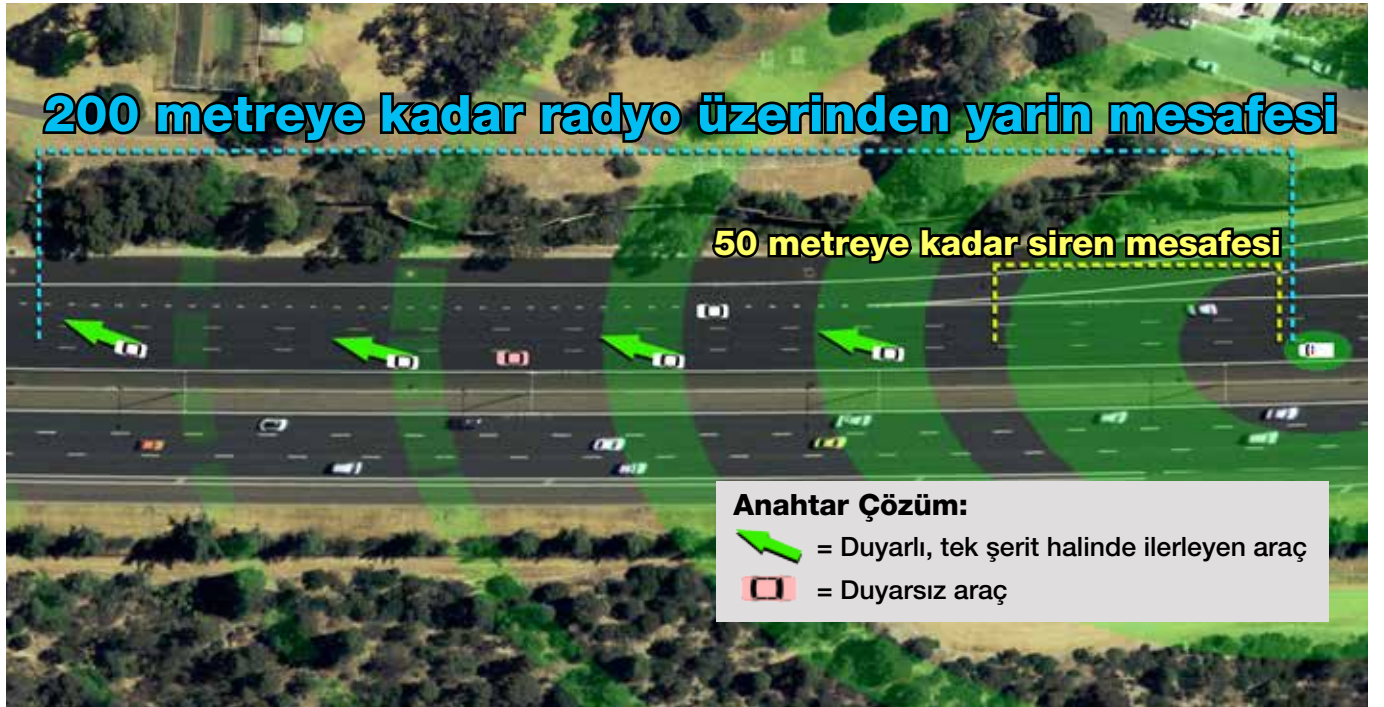 200 metreye kadar radyo üzerinden yarin mesafesi
50 metreye kadar siren mesafesi
Anahtar Çözüm:
= Duyarlı, tek şerit halinde ilerleyen araç
= Duyarsız araç